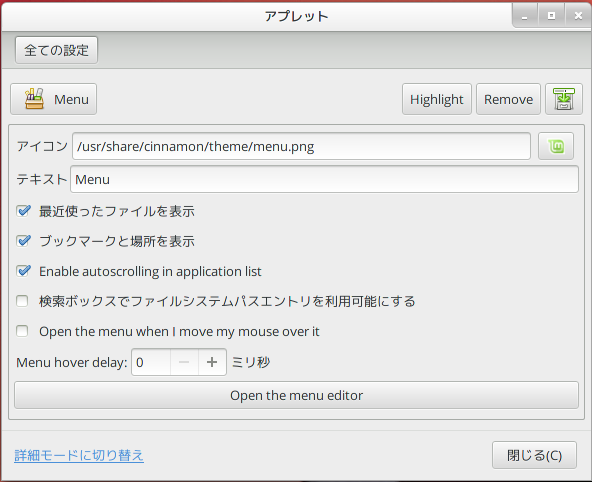 アプレット
全ての設定
Menu Highlight Remove
アイコン /usr/share/cinnamon/theme/menu.png
テキスト Menu
最近使ったファイルを表示
ブックマークと場所を表示
Enable autoscrolling in application list
検索ボックスでファイルシステムパスエントリを利用可能にする
Open the menu when I move my mouse over it
Menu hover delay: 0 ミリ秒
Open the menu editor
詳細モードに切り替え 閉じる(C)